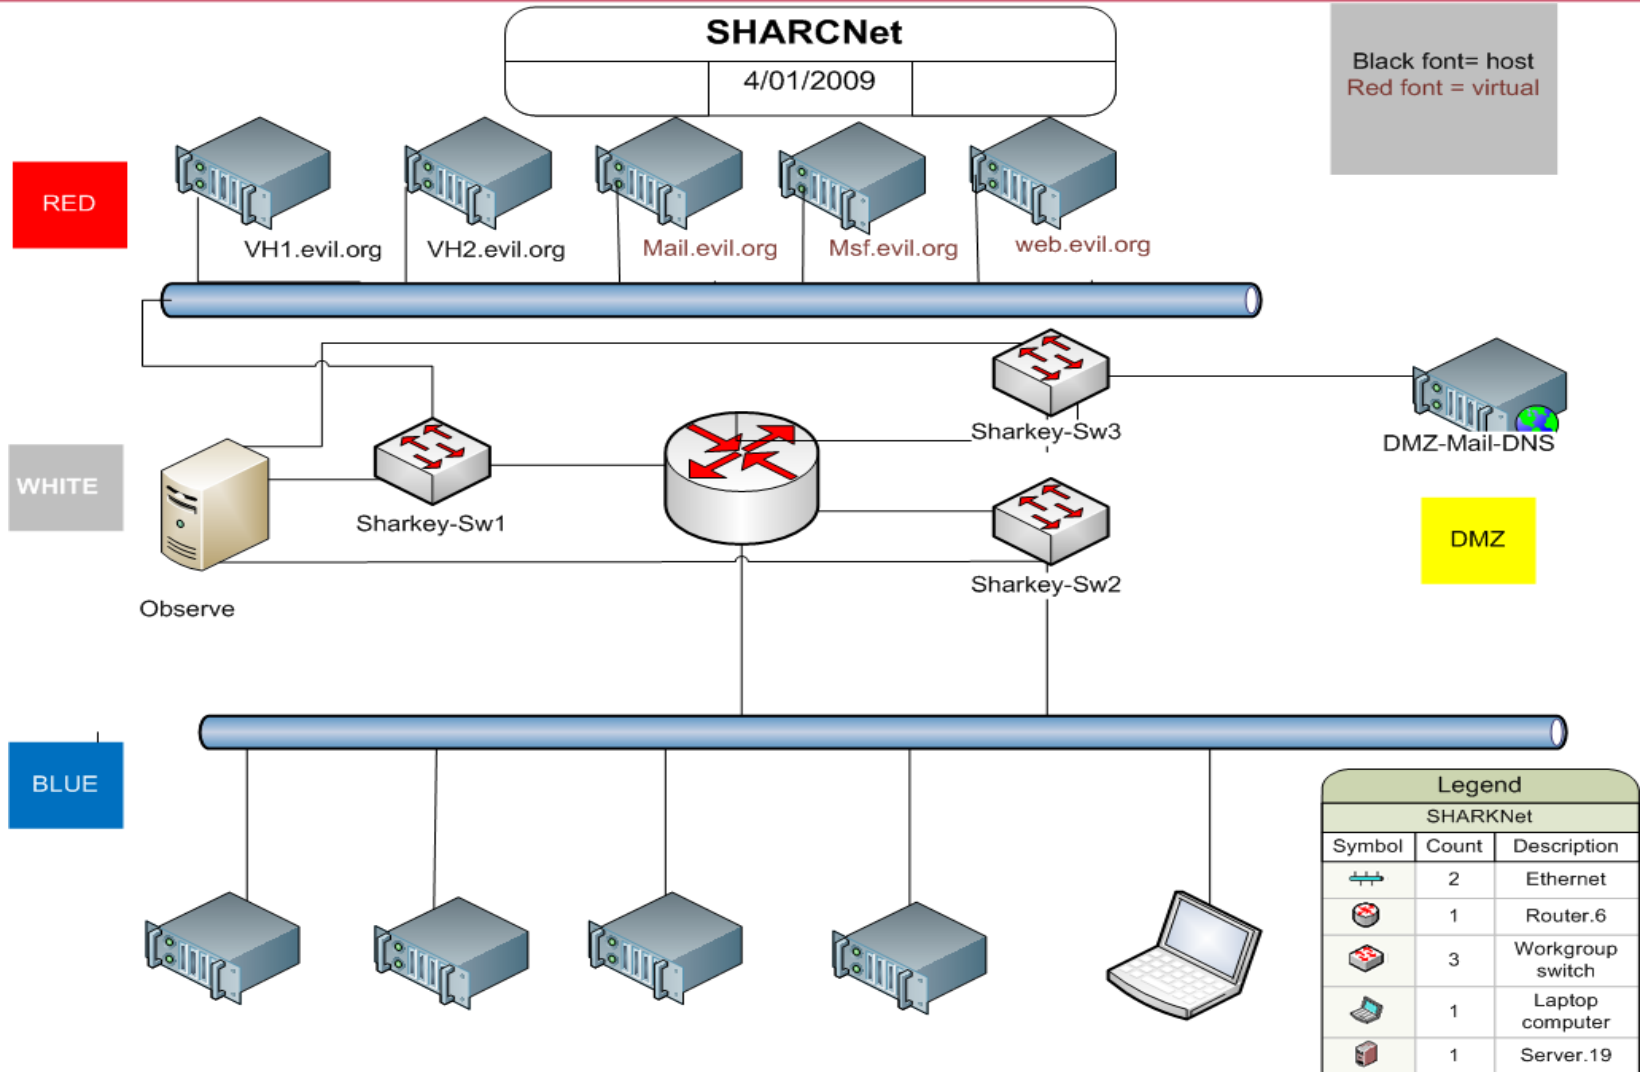 SHARCNet
4/01/2009
Black font= host
Red font = virtual
RED
VH1.evil.org
VH2.evil.org
Mail.evil.org
Msf.evil.org
web.evil.org
Sharkey-Sw3
DMZ-Mail-DNS
WHITE
Sharkey-Sw1
DMZ
Sharkey-Sw2
Observe
BLUE
Legend
SHARKNet
Symbol Count Description
2 Ethernet
1 Router.6
3 Workgroup
switch
1 Laptop
computer
1 Server.19